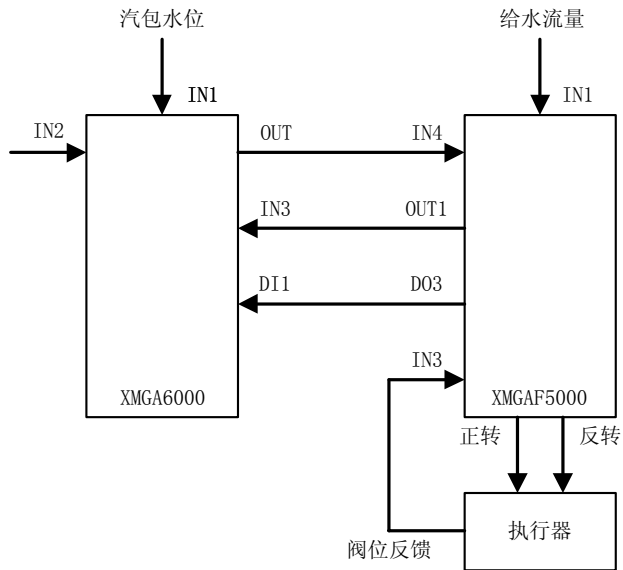 汽包水位
给水流量
IN1
IN1
IN2
OUT
IN4
IN3
OUT1
DI1
DO3
IN3
XMGA6000
XMGAF5000
正转
反转
执行器
阀位反馈